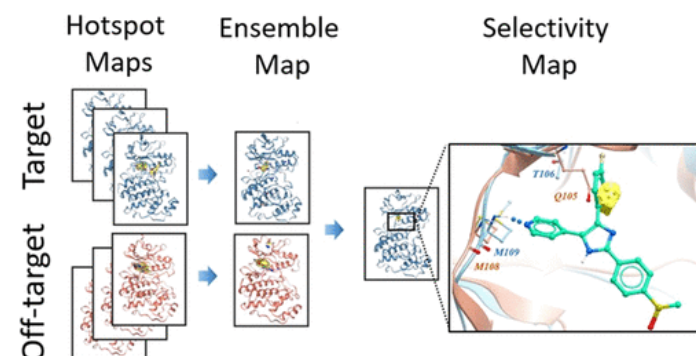 Hotspot
Maps
Ensemble
Map
Selectivity
Map
Target
Off-target
T106
Q105
M109
M108